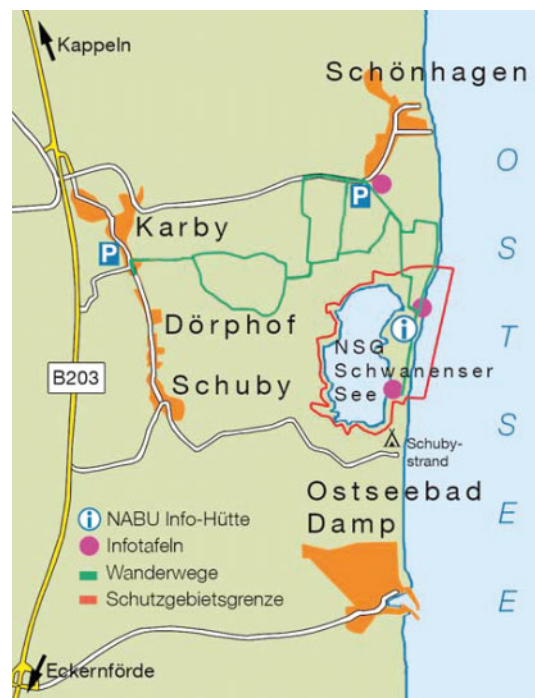 Kappeln
Schönhagen
P
Karby
P
OSTSEE
Dörphof
i
NSG
Schwanenser
See
B203
Schuby
Schuby-
strand
Ostseebad
Damp
i NABU Info-Hütte
Infotafeln
Wanderwege
Schutzgebietsgrenze
Eckernförde